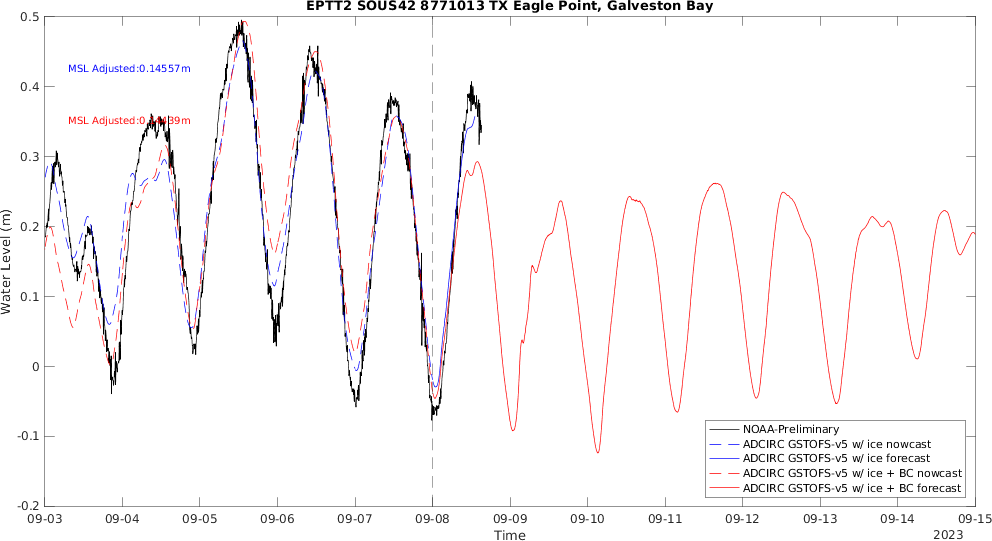 EPTT2 SOUS42 8771013 TX Eagle Point, Galveston Bay
Water Level (m)
0.5
0.4
0.3
0.2
0.1
0
-0.1
-0.2
MSL Adjusted:0.14557m
MSL Adjusted:
NOAA-Preliminary
ADCIRC GSTOFS-v5 w/ ice nowcast
ADCIRC GSTOFS-v5 w/ ice forecast
ADCIRC GSTOFS-v5 w/ ice + BC nowcast
ADCIRC GSTOFS-v5 w/ ice + BC forecast
09-03 09-04 09-05 09-06 09-07 09-08 09-09 09-10 09-11 09-12 09-13 09-14 09-15
Time
2023